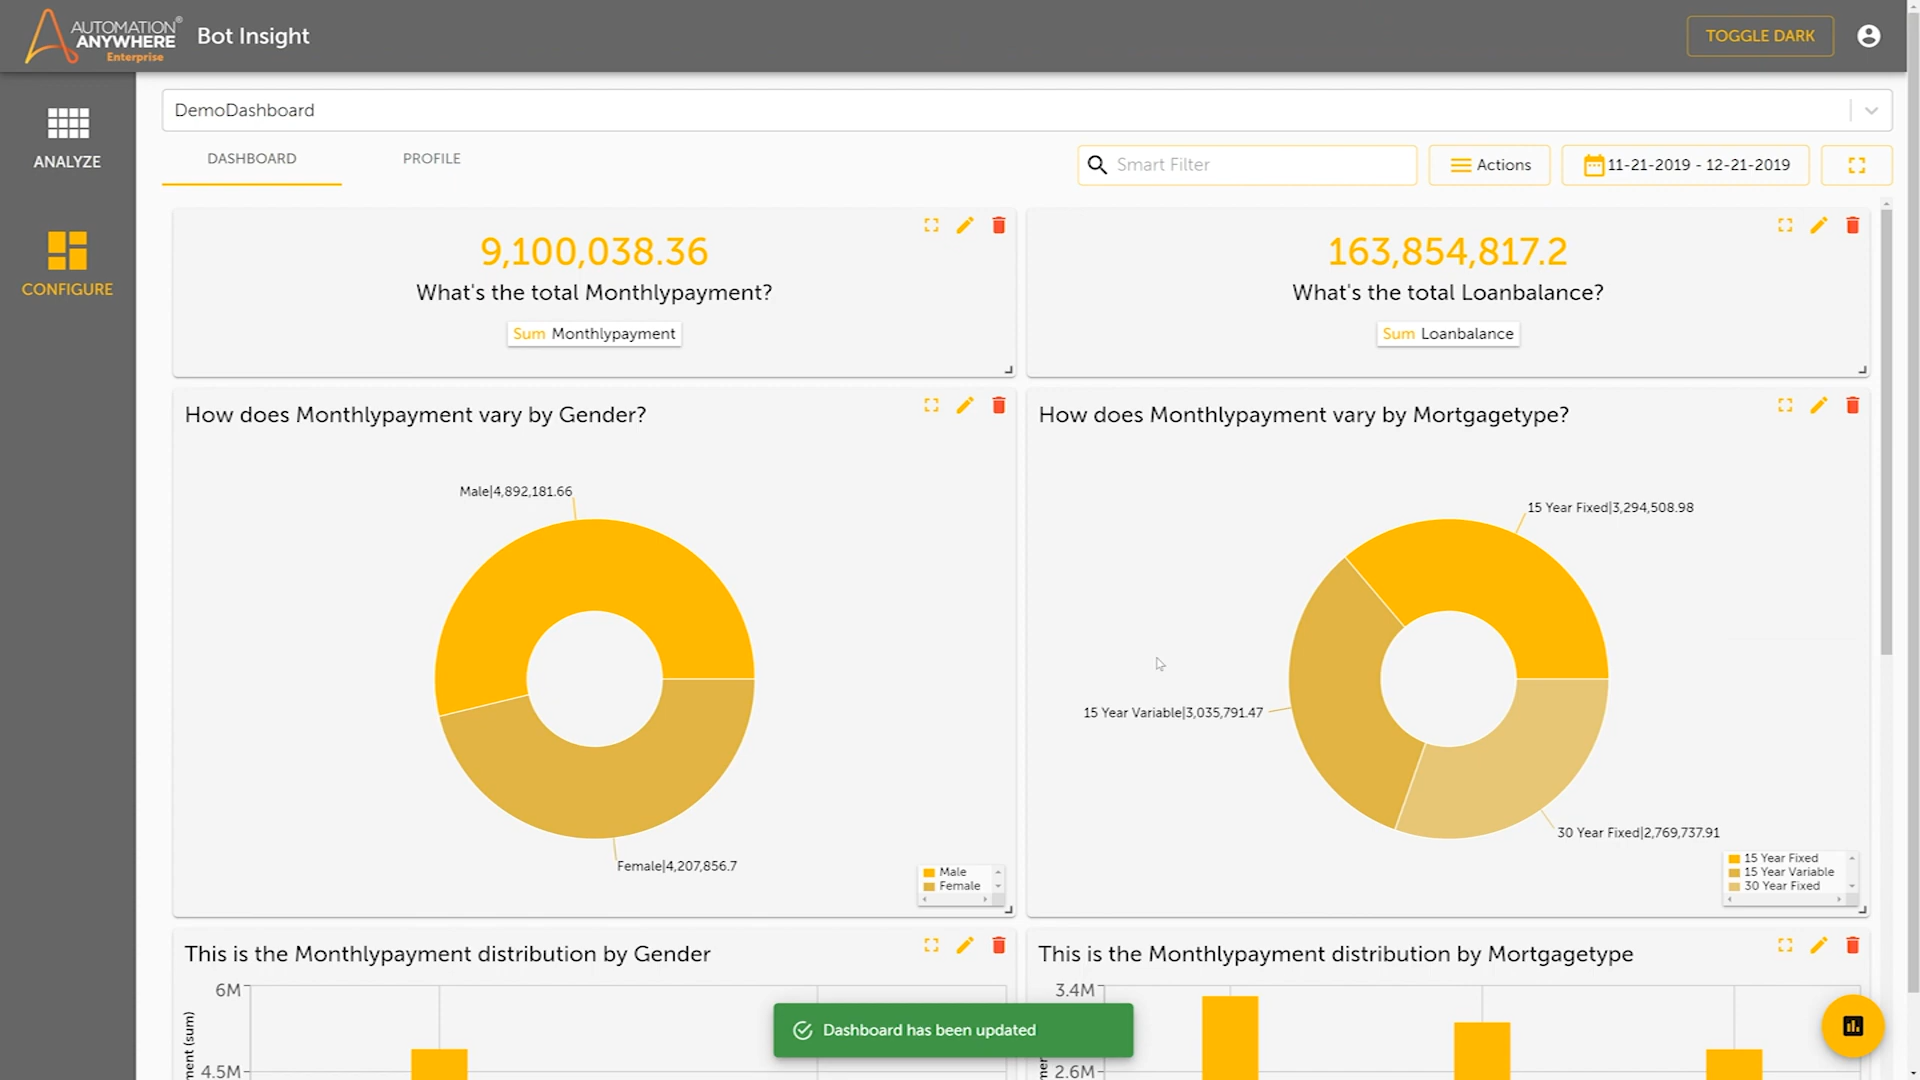 AUTOMATION®
ANYWHERE
Enterprise
Bot Insight
TOGGLE DARK
ANALYZE
CONFIGURE
DemoDashboard
DASHBOARD
PROFILE
Smart Filter
Actions
11-21-2019 - 12-21-2019
9,100,038.36
What's the total Monthlypayment?
Sum Monthlypayment
163,854,817.2
What's the total Loanbalance?
Sum Loanbalance
How does Monthlypayment vary by Gender?
Male|4,892,181.66
Female|4,207,856.7
Male
Female
How does Monthlypayment vary by Mortgagetype?
15 Year Fixed|3,294,508.98
15 Year Variable|3,035,791.47
30 Year Fixed|2,769,737.91
15 Year Fixed
15 Year Variable
30 Year Fixed
This is the Monthlypayment distribution by Gender
6M
4.5M
ment (sum)
This is the Monthlypayment distribution by Mortgagetype
3.4M
2.6M
Dashboard has been updated